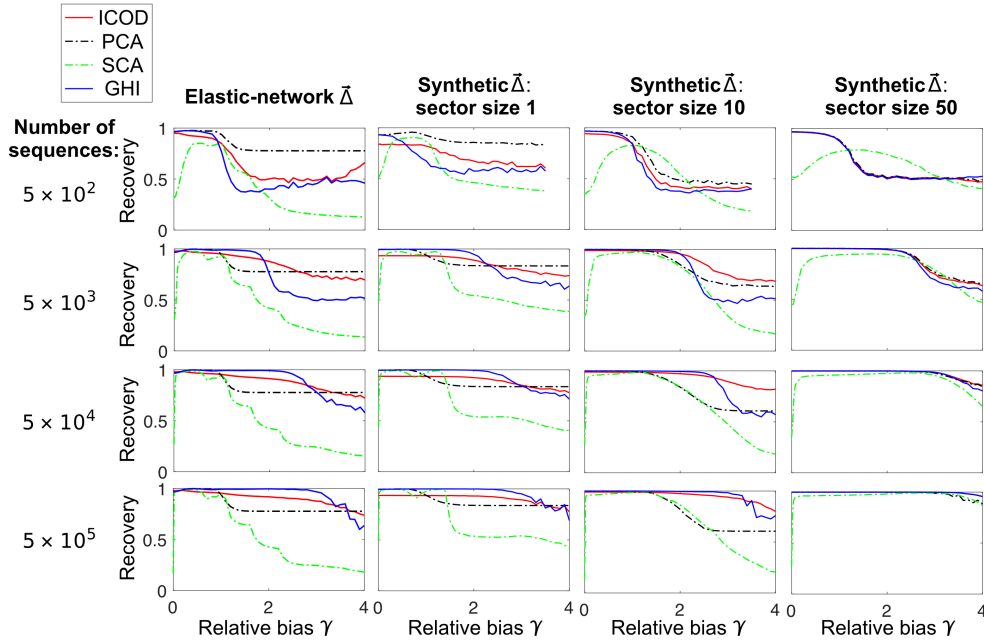 ICOD
PCA
SCA
GHI
Elastic-network Δ⃗
Synthetic Δ⃗:
sector size 1
Synthetic Δ⃗:
sector size 10
Synthetic Δ⃗:
sector size 50
Number of
sequences:
5 × 10²
Recovery
1
0.5
0
5 × 10³
Recovery
1
0.5
0
5 × 10⁴
Recovery
1
0.5
0
5 × 10⁵
Recovery
1
0.5
0 2 4
0 2 4
0 2 4
0 2 4
Relative bias γ
Relative bias γ
Relative bias γ
Relative bias γ